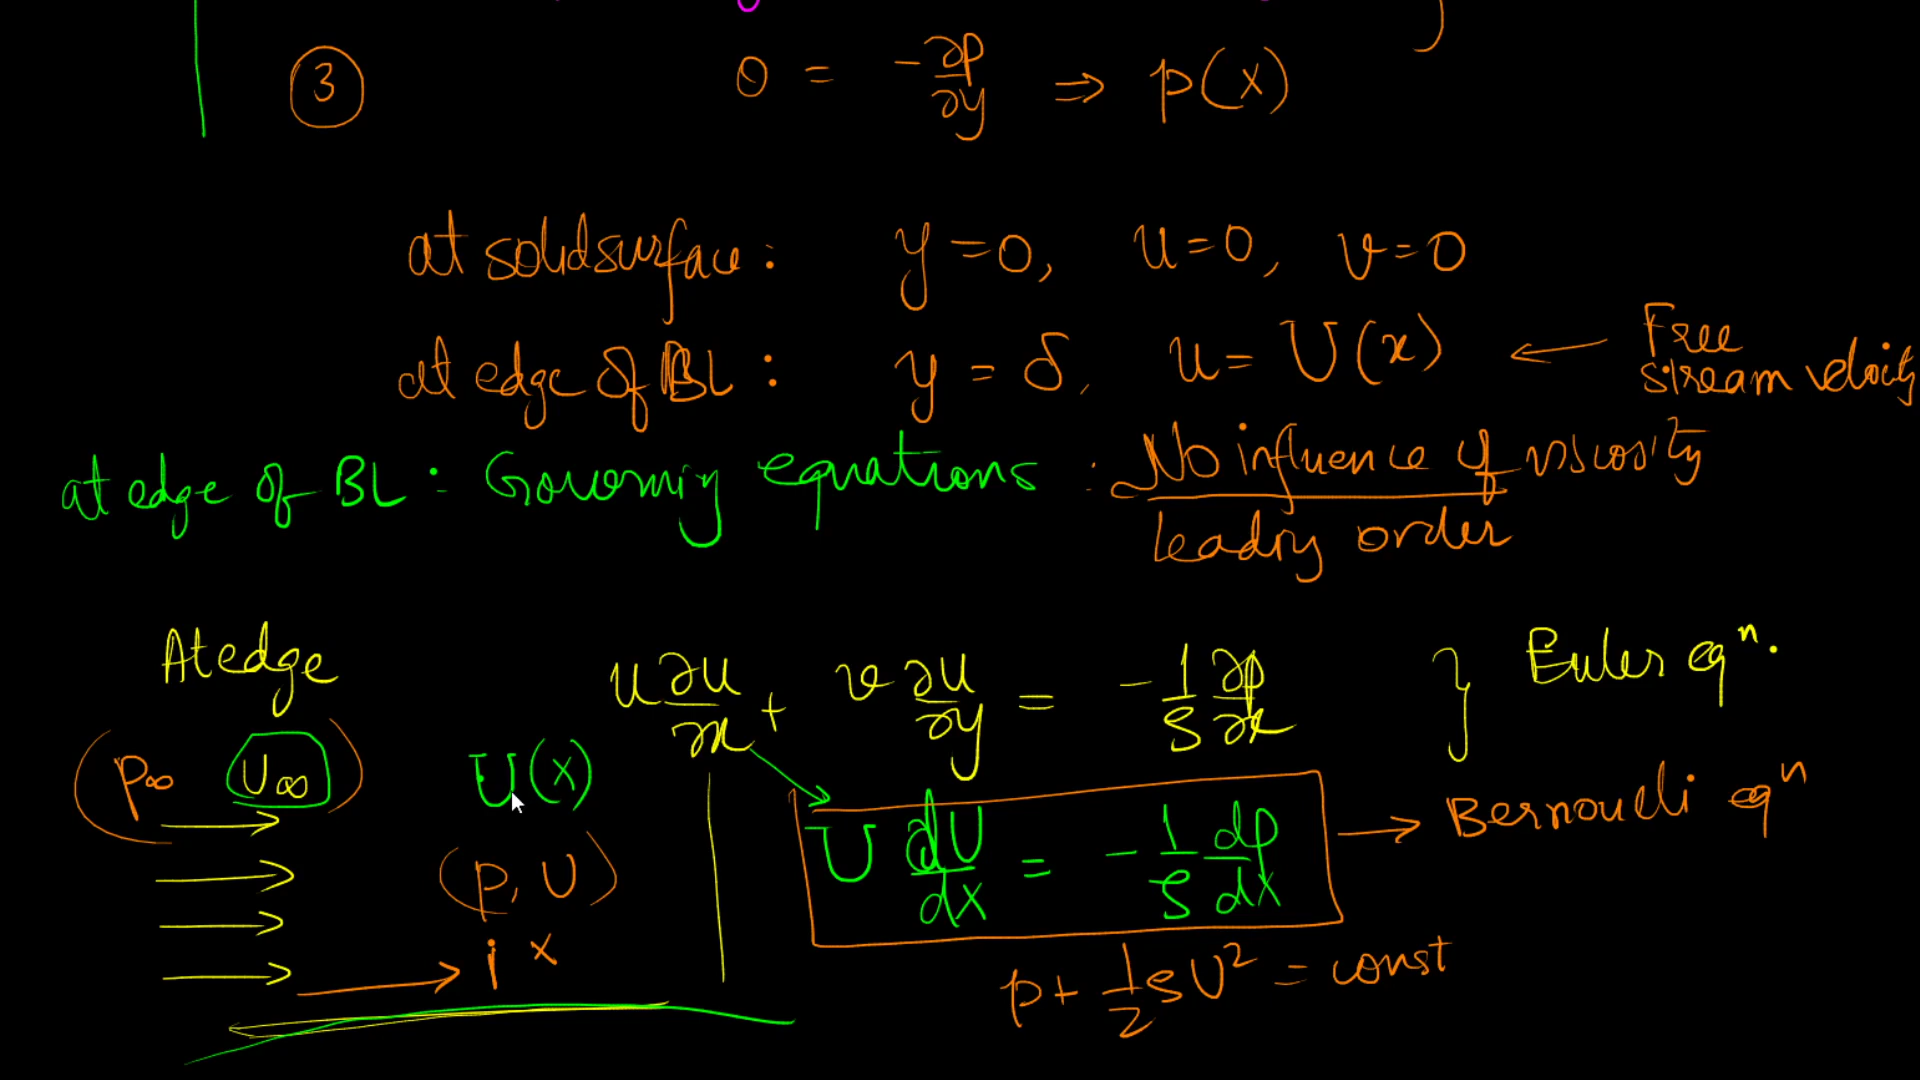 ③ 0 = -∂p/∂y ⇒ p(x)
at solid surface : y = 0, u = 0, v = 0
at edge of BL : y = δ, u = U(x) ← Free stream velocity
at edge of BL : Governing equations : No influence of viscosity
leading order
At edge u ∂u/∂x + v ∂u/∂y = - 1/ρ ∂p/∂x } Euler eqⁿ.
(p∞ U∞) U(x)
U dU/dx = - 1/ρ dp/dx → Bernoulli eqⁿ
(p, U)
x
p + 1/2 ρU² = const